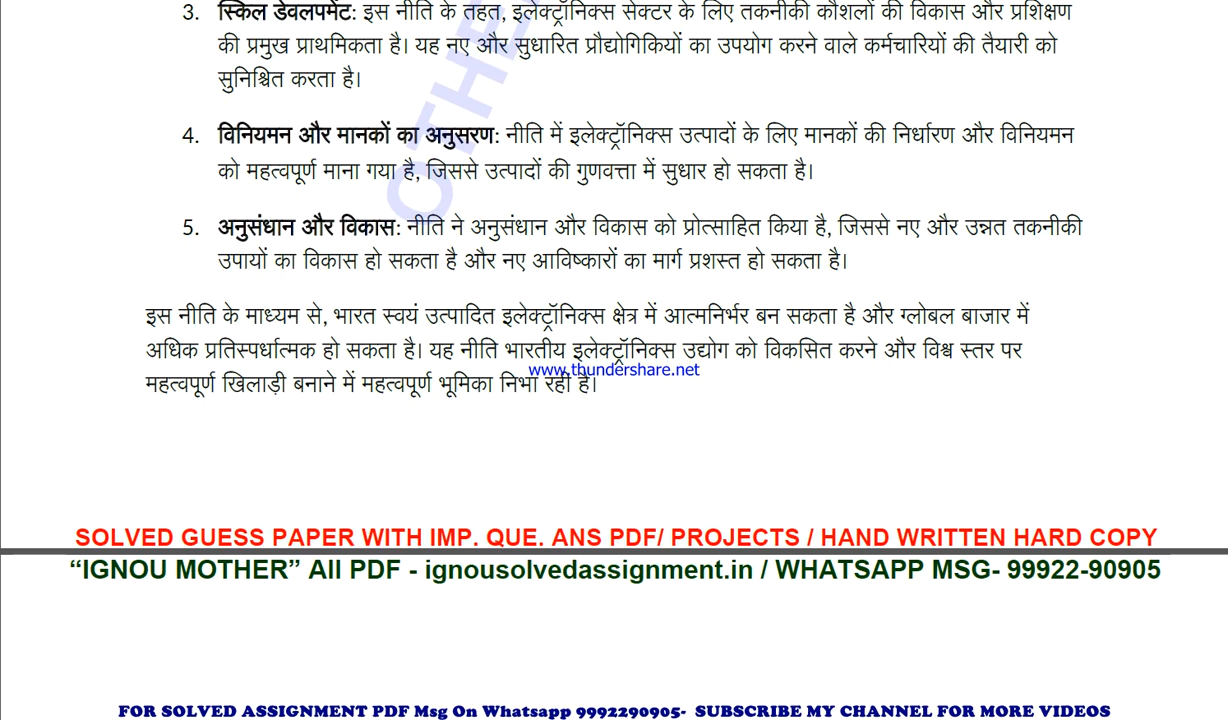 3. स्किल डेवलपमेंट: इस नीति के तहत, इलेक्ट्रॉनिक्स सेक्टर के लिए तकनीकी कौशलों की विकास और प्रशिक्षण
की प्रमुख प्राथमिकता है। यह नए और सुधारित प्रौद्योगिकियों का उपयोग करने वाले कर्मचारियों की तैयारी को
सुनिश्चित करता है।
4. विनियमन और मानकों का अनुसरण: नीति में इलेक्ट्रॉनिक्स उत्पादों के लिए मानकों की निर्धारण और विनियमन
को महत्वपूर्ण माना गया है, जिससे उत्पादों की गुणवत्ता में सुधार हो सकता है।
5. अनुसंधान और विकास: नीति ने अनुसंधान और विकास को प्रोत्साहित किया है, जिससे नए और उन्नत तकनीकी
उपायों का विकास हो सकता है और नए आविष्कारों का मार्ग प्रशस्त हो सकता है।
इस नीति के माध्यम से, भारत स्वयं उत्पादित इलेक्ट्रॉनिक्स क्षेत्र में आत्मनिर्भर बन सकता है और ग्लोबल बाजार में
अधिक प्रतिस्पर्धात्मक हो सकता है। यह नीति भारतीय इलेक्ट्रॉनिक्स उद्योग को विकसित करने और विश्व स्तर पर
www.thundershare.net
महत्वपूर्ण खिलाड़ी बनाने में महत्वपूर्ण भूमिका निभा रही है।
OTHE
SOLVED GUESS PAPER WITH IMP. QUE. ANS PDF/ PROJECTS / HAND WRITTEN HARD COPY
“IGNOU MOTHER” All PDF - ignousolvedassignment.in / WHATSAPP MSG- 99922-90905
FOR SOLVED ASSIGNMENT PDF Msg On Whatsapp 9992290905- SUBSCRIBE MY CHANNEL FOR MORE VIDEOS